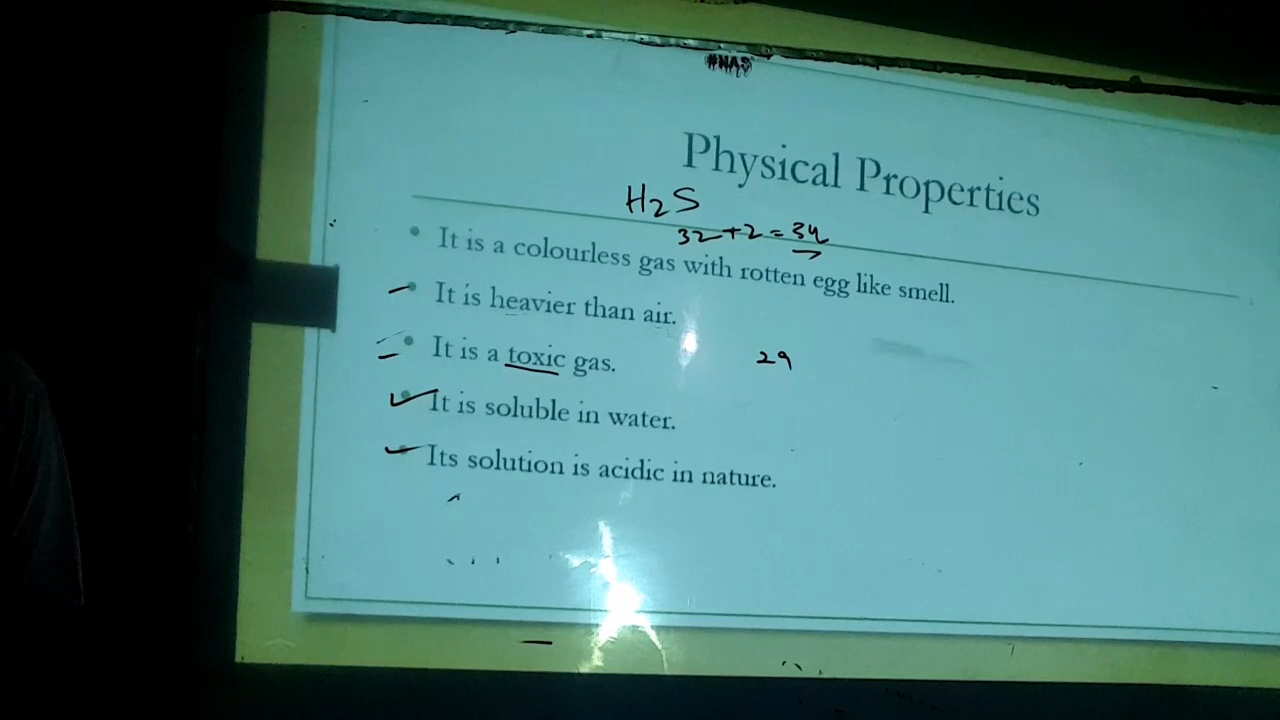 #NAS
Physical Properties
H2S
32+2=34
• It is a colourless gas with rotten egg like smell.
• It is heavier than air.
• It is a toxic gas.
29
• It is soluble in water.
• Its solution is acidic in nature.